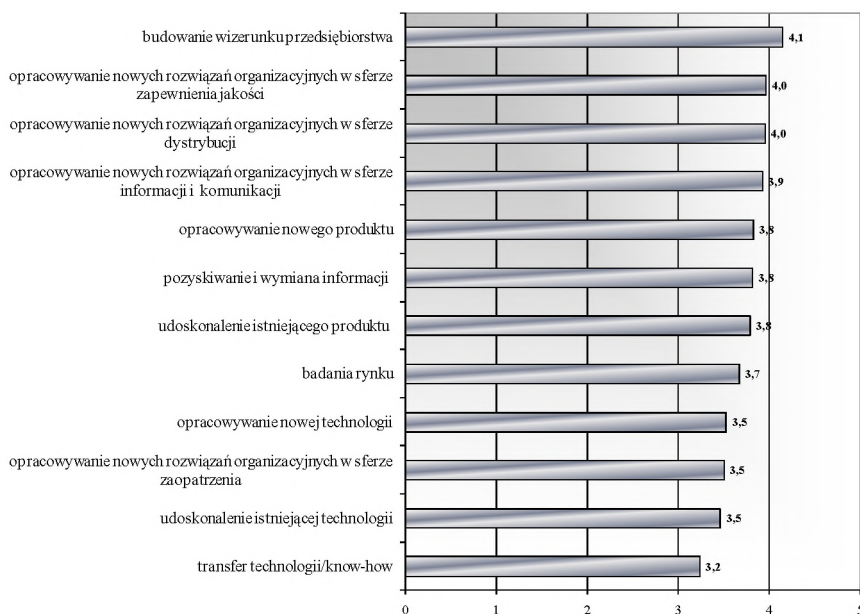 budowanie wizerunku przedsiębiorstwa
4,1
opracowywanie nowych rozwiązań organizacyjnych w sferze
zapewnienia jakości
4,0
opracowywanie nowych rozwiązań organizacyjnych w sferze
dystrybucji
4,0
opracowywanie nowych rozwiązań organizacyjnych w sferze
informacji i komunikacji
3,9
opracowywanie nowego produktu
3,8
pozyskiwanie i wymiana informacji
3,8
udoskonalenie istniejącego produktu
3,8
badania rynku
3,7
opracowywanie nowej technologii
3,5
opracowywanie nowych rozwiązań organizacyjnych w sferze
zaopatrzenia
3,5
udoskonalenie istniejącej technologii
3,5
transfer technologii/know-how
3,2
0 1 2 3 4 5